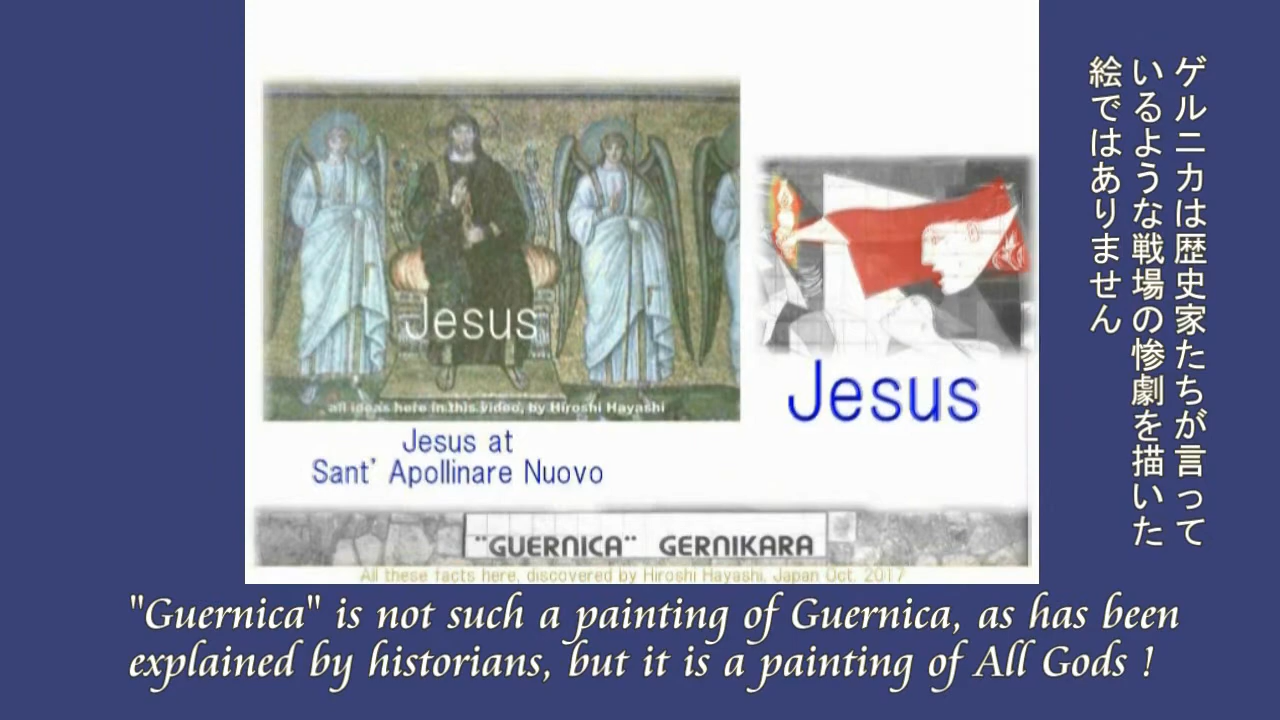 ゲルニカは歴史家たちが言って
いるような戦場の惨劇を描いた
絵ではありません
Jesus
all ideas here in this video, by Hiroshi Hayashi
Jesus at
Sant' Apollinare Nuovo
Jesus
"GUERNICA" GERNIKARA
All these facts here, discovered by Hiroshi Hayashi, Japan Oct. 2017
"Guernica" is not such a painting of Guernica, as has been
explained by historians, but it is a painting of All Gods !